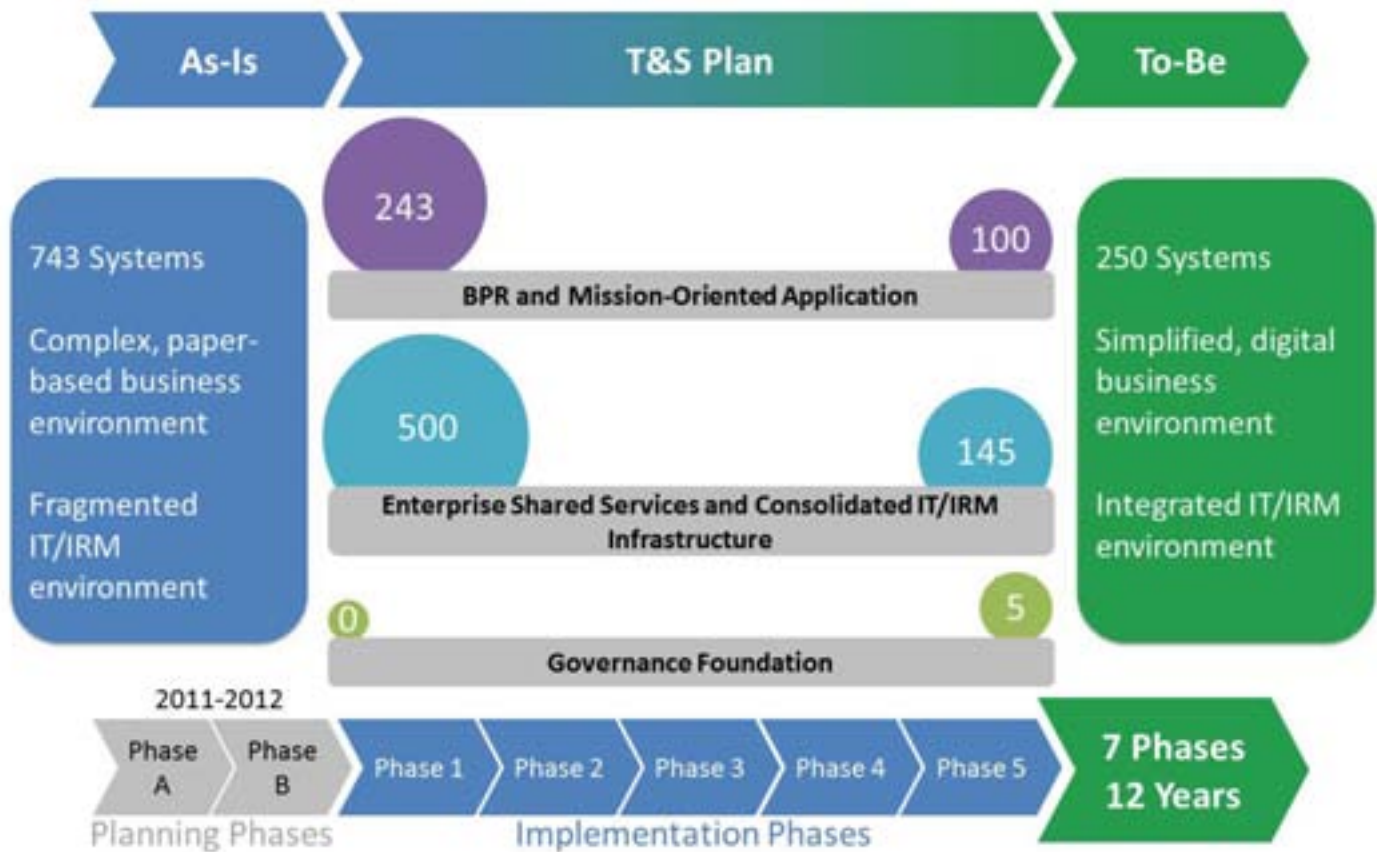 As-Is
T&S Plan
To-Be
743 Systems
Complex, paper-
based business
environment
Fragmented
IT/IRM
environment
243
100
BPR and Mission-Oriented Application
500
145
Enterprise Shared Services and Consolidated IT/IRM
Infrastructure
0
5
Governance Foundation
250 Systems
Simplified, digital
business
environment
Integrated IT/IRM
environment
2011-2012
Phase
A
Phase
B
Phase 1
Phase 2
Phase 3
Phase 4
Phase 5
7 Phases
12 Years
Planning Phases
Implementation Phases